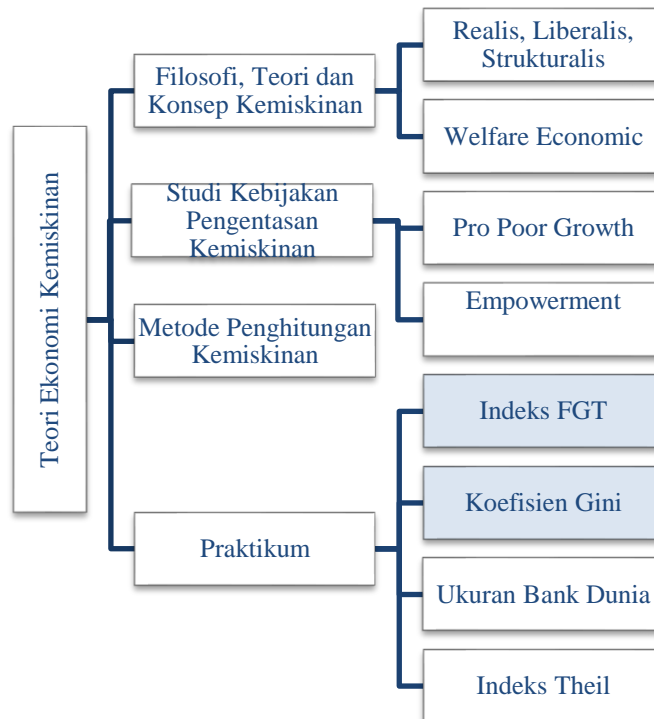 Teori Ekonomi Kemiskinan
Filosofi, Teori dan
Konsep Kemiskinan
Realis, Liberalis,
Strukturalis
Welfare Economic
Studi Kebijakan
Pengentasan
Kemiskinan
Pro Poor Growth
Empowerment
Metode Penghitungan
Kemiskinan
Praktikum
Indeks FGT
Koefisien Gini
Ukuran Bank Dunia
Indeks Theil